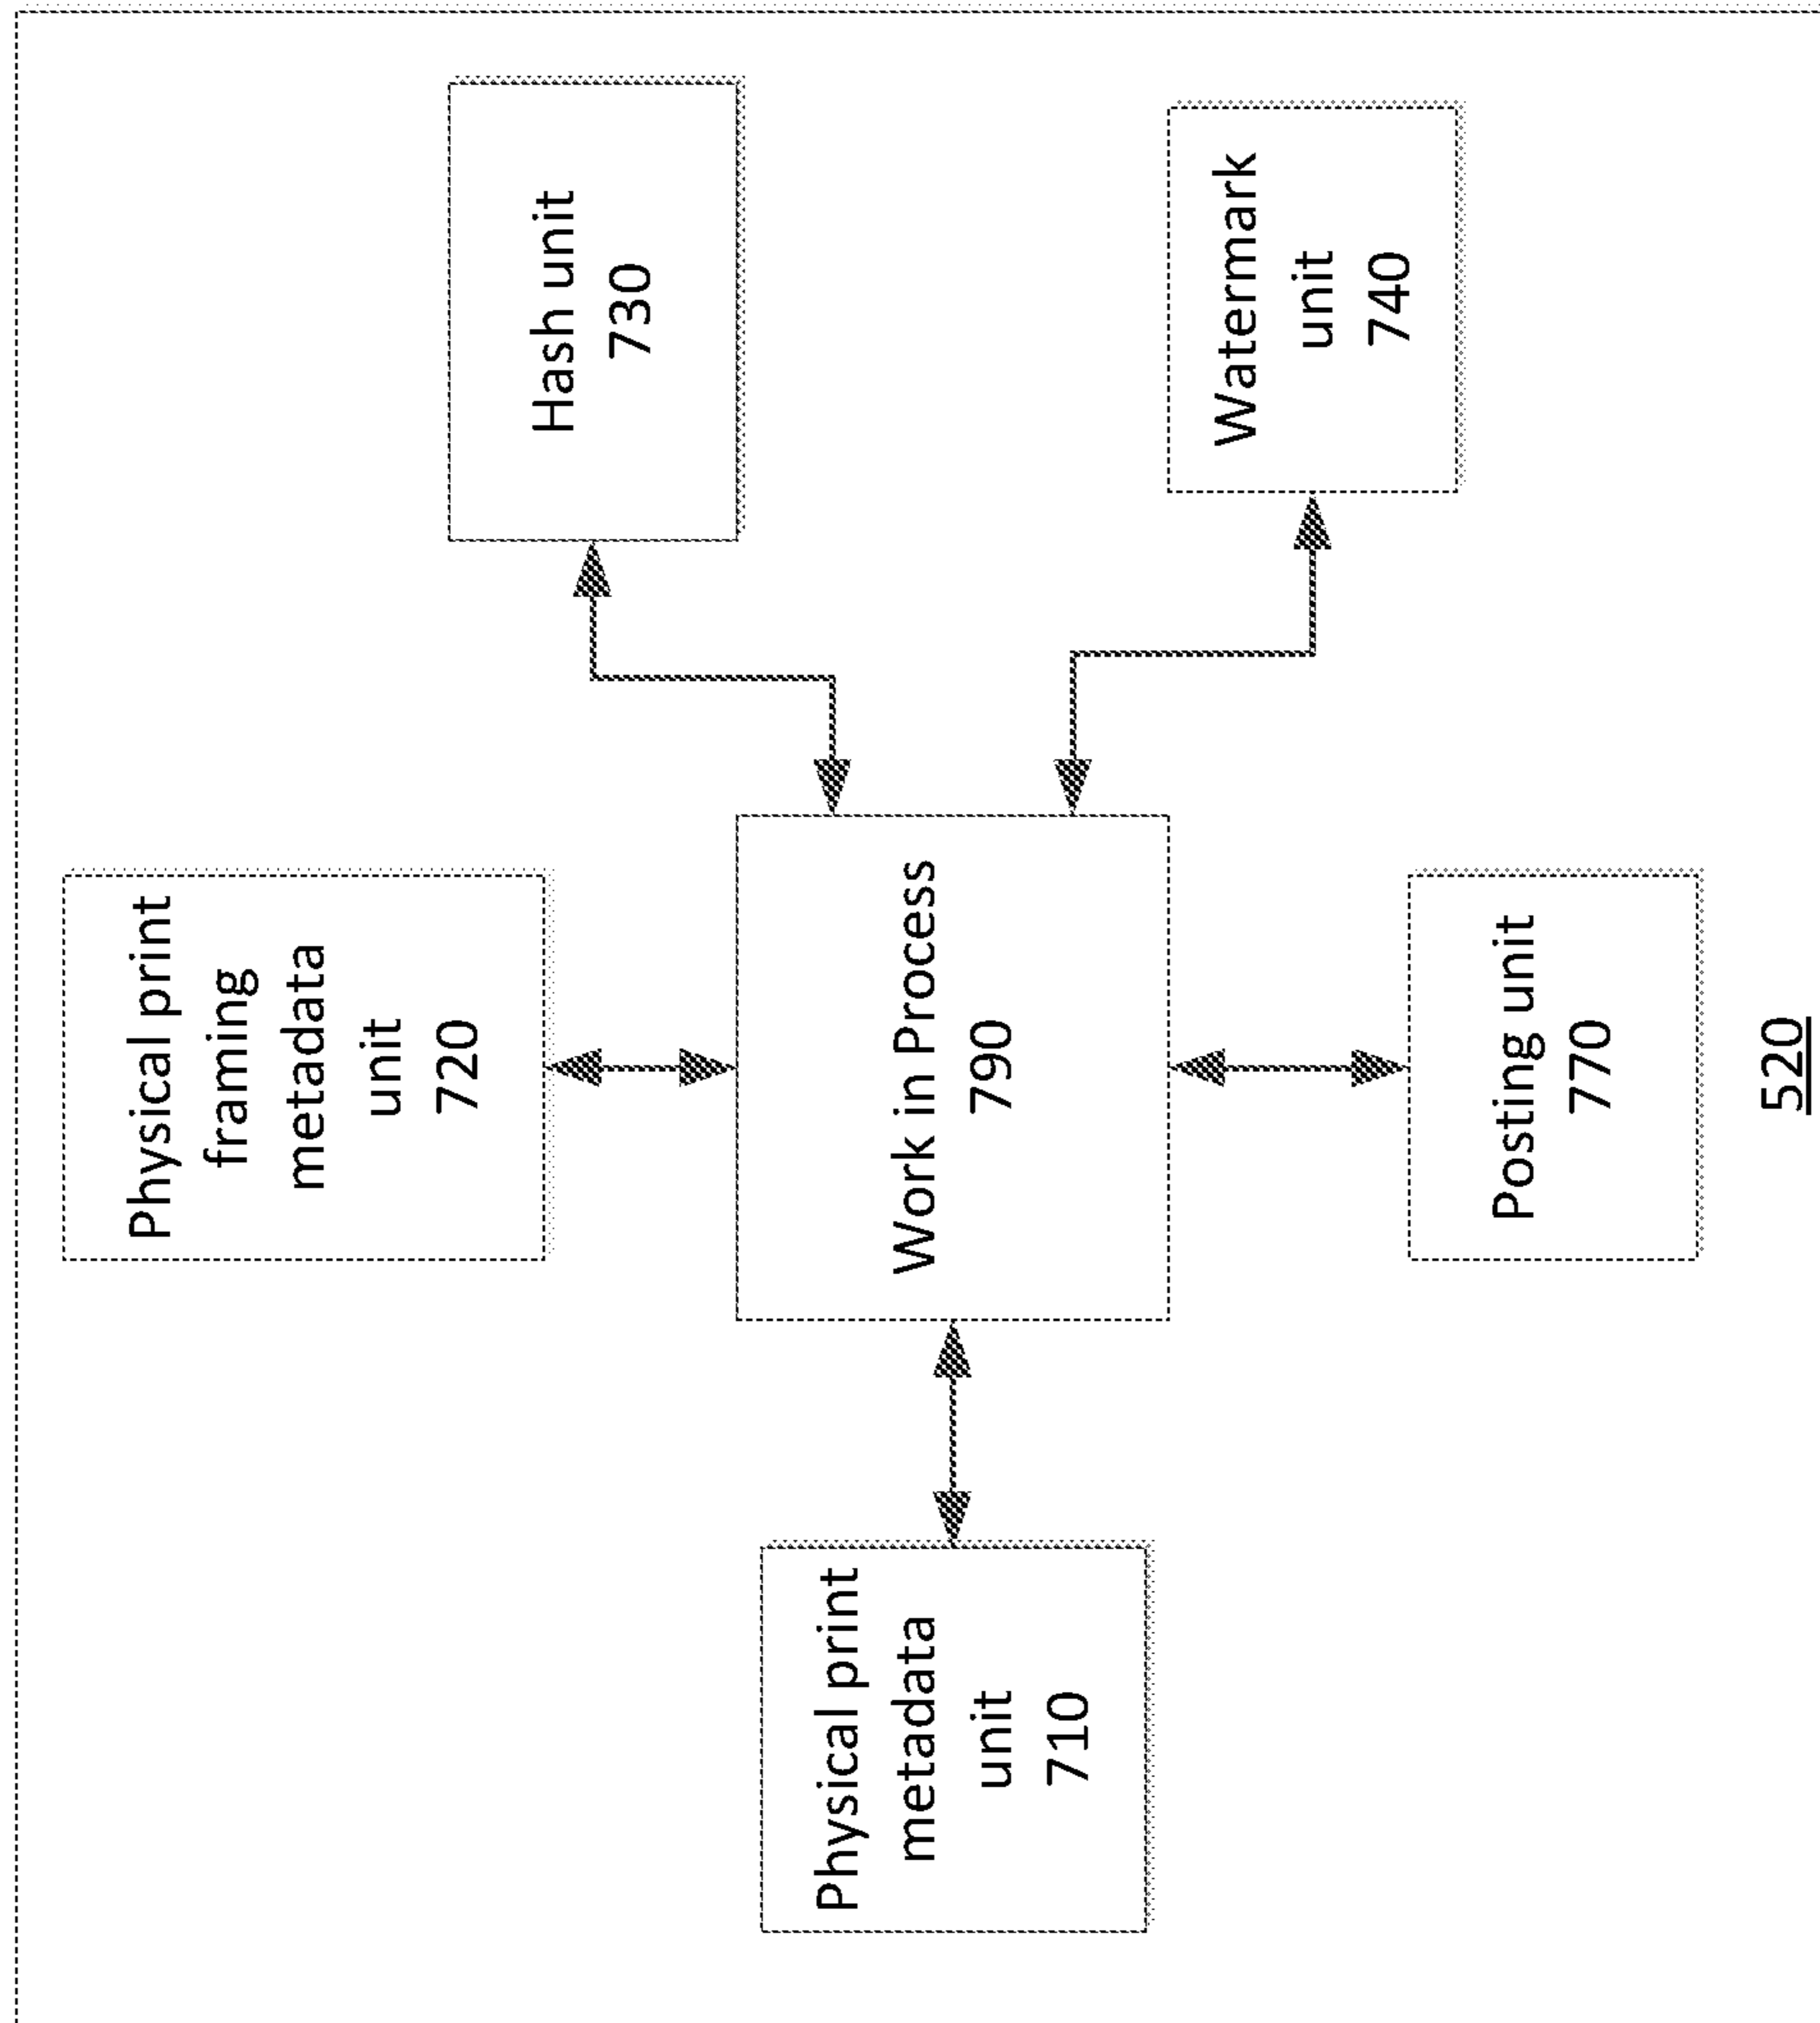 Physical print
framing
metadata
unit
720
Hash unit
730
Physical print
metadata
unit
710
Work in Process
790
Watermark
unit
740
Posting unit
770
520